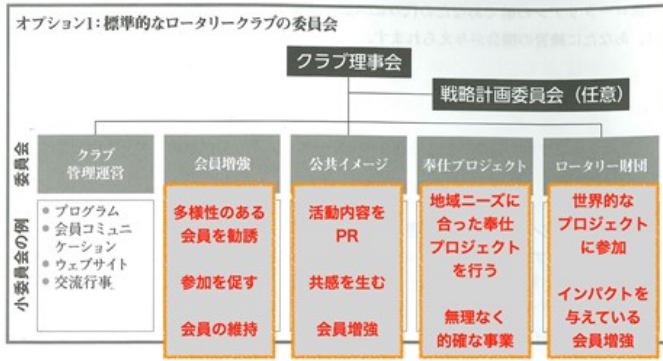 オプション1：標準的なロータリークラブの委員会
クラブ理事会
戦略計画委員会（任意）
委員会
クラブ
管理運営
会員増強
公共イメージ
奉仕プロジェクト
ロータリー財団
小委員会の例
● プログラム
● 会員コミュニ
ケーション
● ウェブサイト
● 交流行事
多様性のある
会員を勧誘
参加を促す
会員の維持
活動内容を
PR
共感を生む
会員増強
地域ニーズに
合った奉仕
プロジェクト
を行う
無理なく
的確な事業
世界的な
プロジェクト
に参加
インパクトを
与えている
会員増強